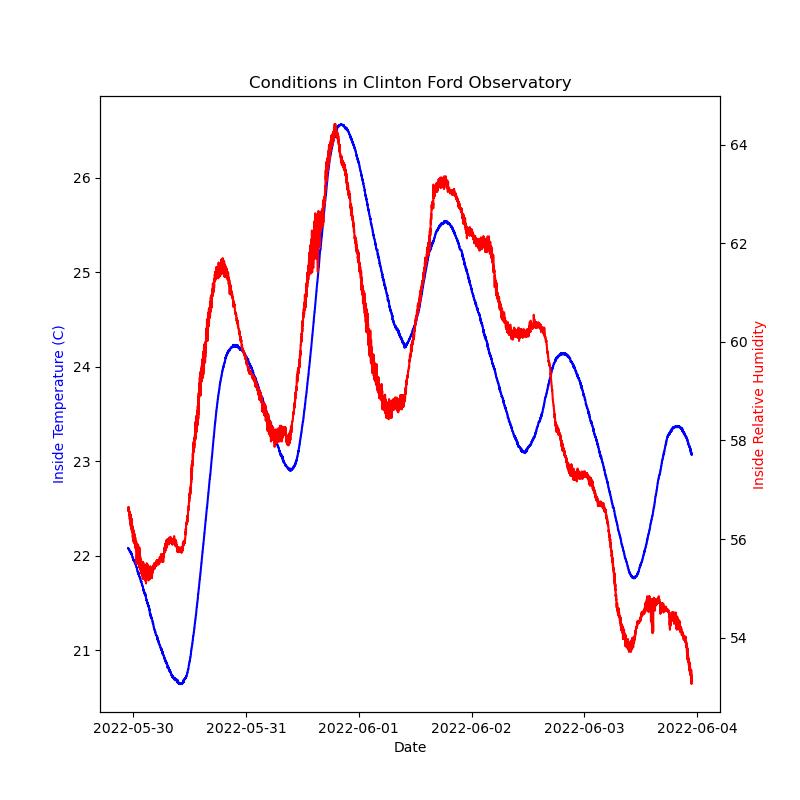 Conditions in Clinton Ford Observatory
Inside Temperature (C)
26
25
24
23
22
21
64
62
60
58
56
54
Inside Relative Humidity
2022-05-30 2022-05-31 2022-06-01 2022-06-02 2022-06-03 2022-06-04
Date